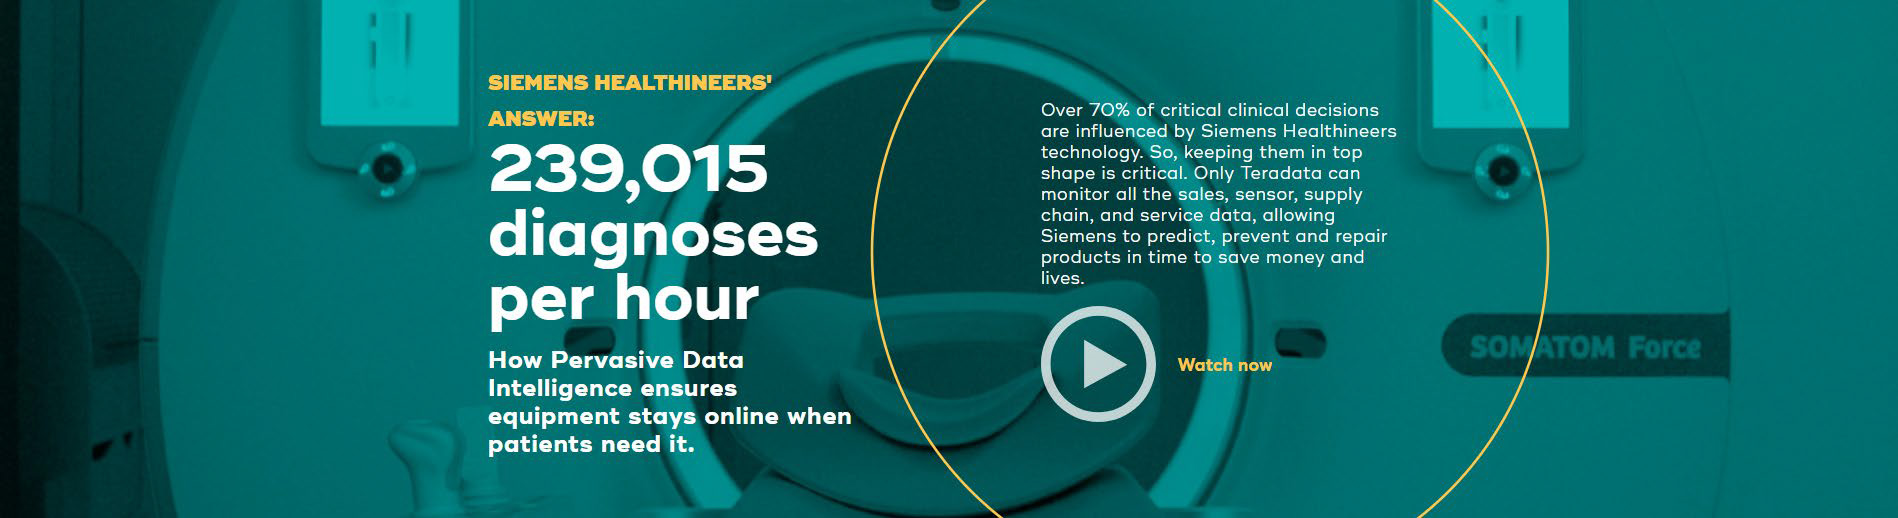 SIEMENS HEALTHINEERS'
ANSWER:
239,015
diagnoses
per hour
How Pervasive Data
Intelligence ensures
equipment stays online when
patients need it.
Over 70% of critical clinical decisions
are influenced by Siemens Healthineers
technology. So, keeping them in top
shape is critical. Only Teradata can
monitor all the sales, sensor, supply
chain, and service data, allowing
Siemens to predict, prevent and repair
products in time to save money and
lives.
Watch now
SOMATOM Force